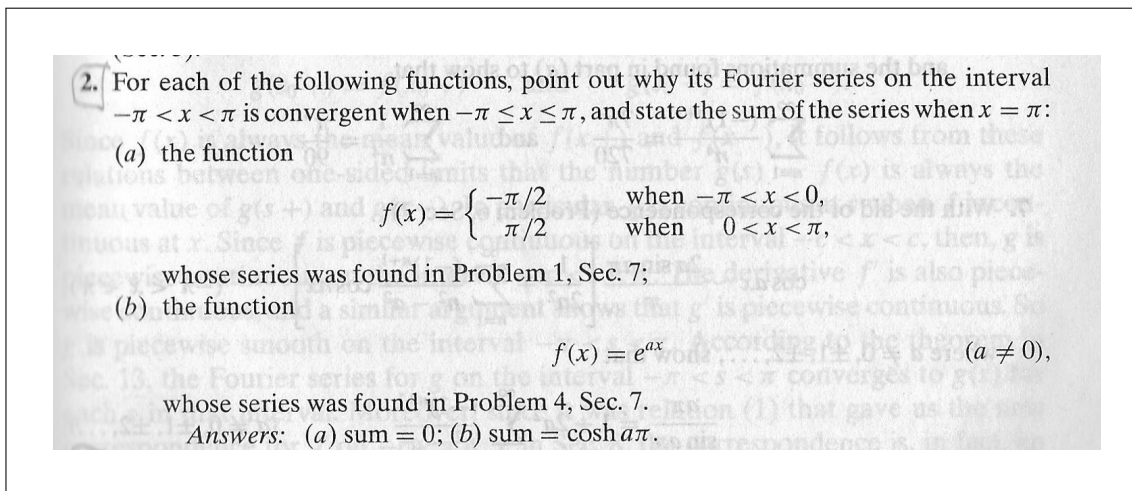 2. For each of the following functions, point out why its Fourier series on the interval
−π < x < π is convergent when −π ≤ x ≤ π, and state the sum of the series when x = π:
(a) the function
f(x) = { −π/2 when −π < x < 0,
π/2 when 0 < x < π,
whose series was found in Problem 1, Sec. 7;
(b) the function
f(x) = e^{ax} (a ≠ 0),
whose series was found in Problem 4, Sec. 7.
Answers: (a) sum = 0; (b) sum = cosh aπ.